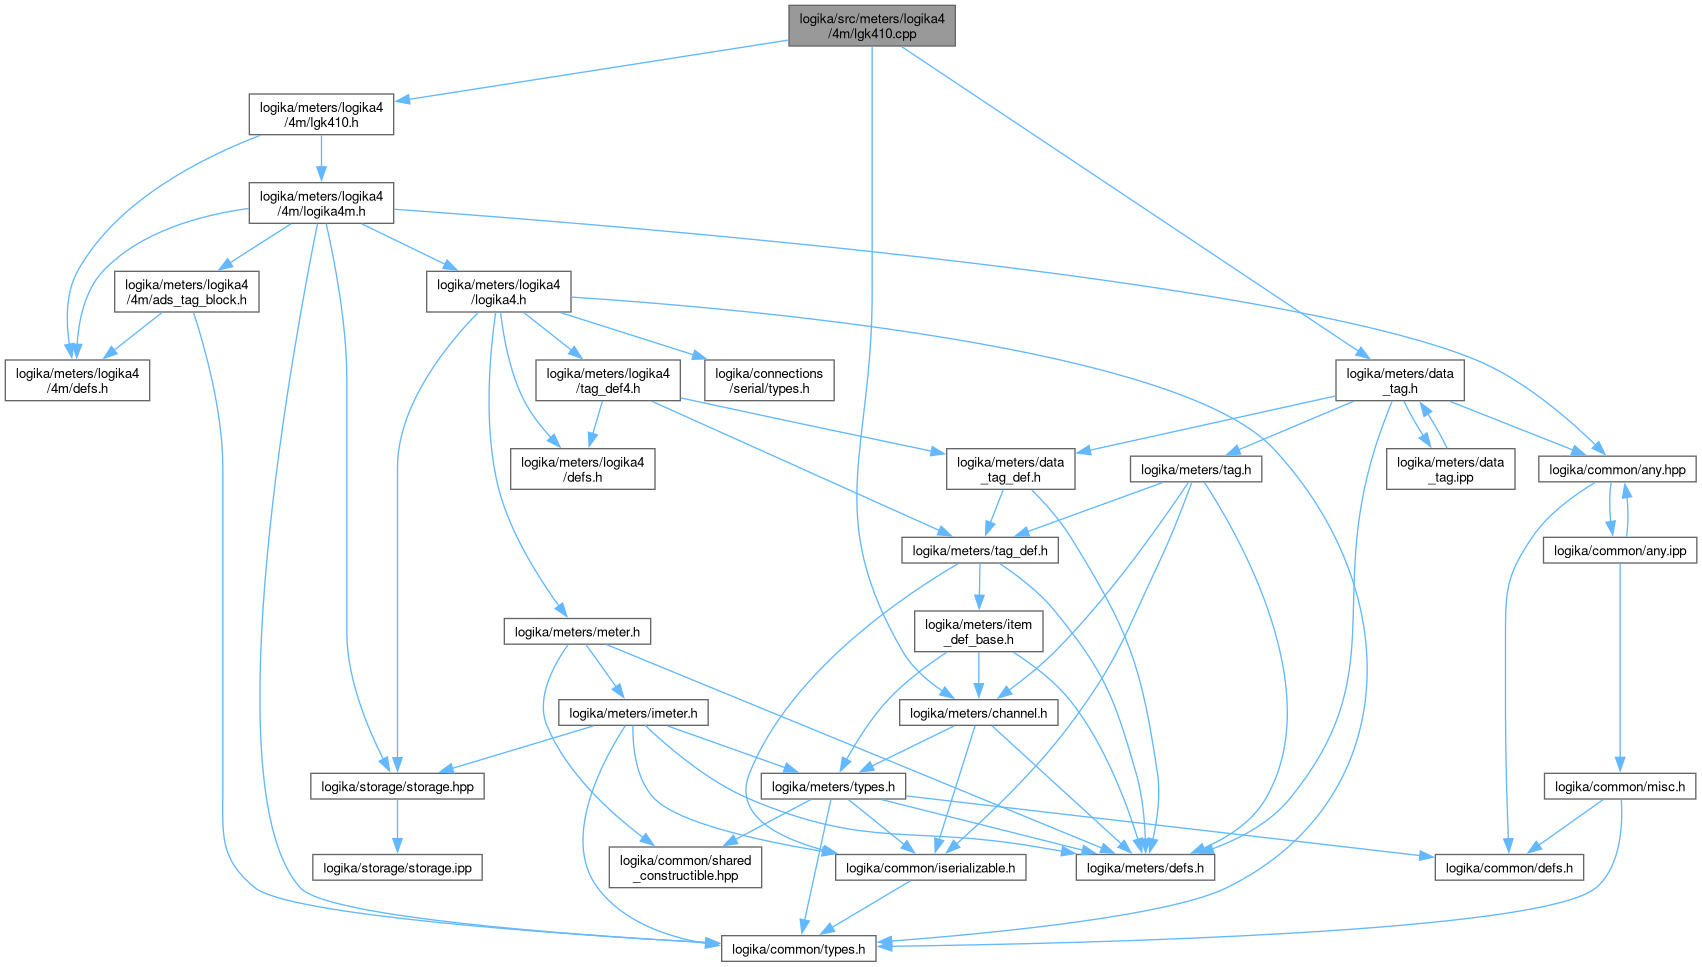 logika/src/meters/logika4
/4m/lgk410.cpp
logika/meters/logika4
/4m/lgk410.h
logika/meters/logika4
/4m/logika4m.h
logika/meters/logika4
/4m/ads_tag_block.h
logika/meters/logika4
/logika4.h
logika/meters/logika4
/4m/defs.h
logika/meters/logika4
/tag_def4.h
logika/connections
/serial/types.h
logika/meters/data
_tag.h
logika/meters/logika4
/defs.h
logika/meters/data
_tag_def.h
logika/meters/tag.h
logika/meters/data
_tag.ipp
logika/common/any.hpp
logika/meters/tag_def.h
logika/common/any.ipp
logika/meters/meter.h
logika/meters/item
_def_base.h
logika/meters/imeter.h
logika/meters/channel.h
logika/storage/storage.hpp
logika/meters/types.h
logika/common/misc.h
logika/storage/storage.ipp
logika/common/shared
_constructible.hpp
logika/common/iserializable.h
logika/meters/defs.h
logika/common/defs.h
logika/common/types.h